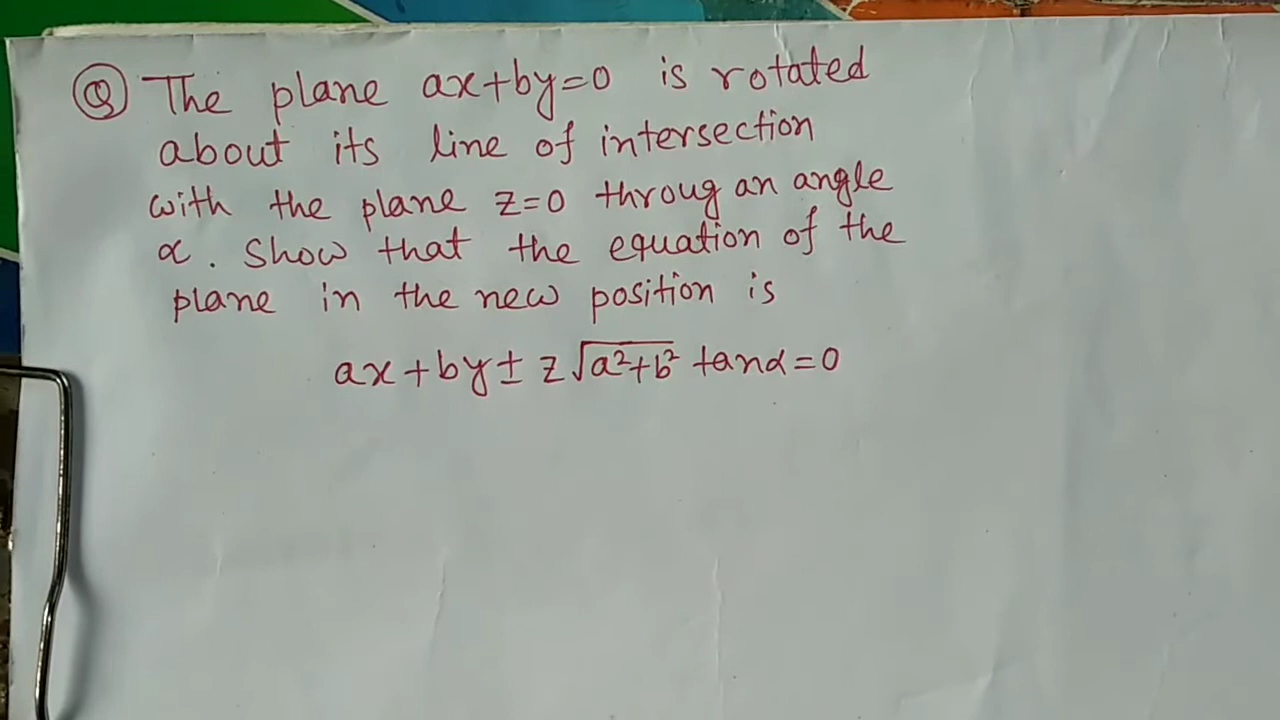 Q The plane ax+by=0 is rotated
about its line of intersection
with the plane z=0 throug an angle
α. Show that the equation of the
plane in the new position is
ax+by± z√a²+b² tanα=0